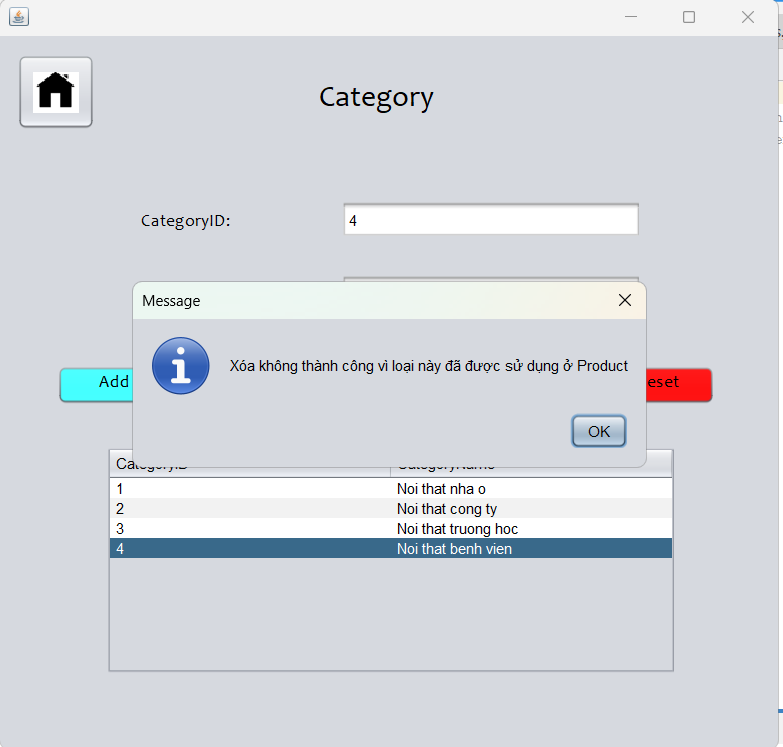 Category
CategoryID:
4
Message
Xóa không thành công vì loại này đã được sử dụng ở Product
Add
OK
CategoryID CategoryName
1 Noi that nha o
2 Noi that cong ty
3 Noi that truong hoc
4 Noi that benh vien